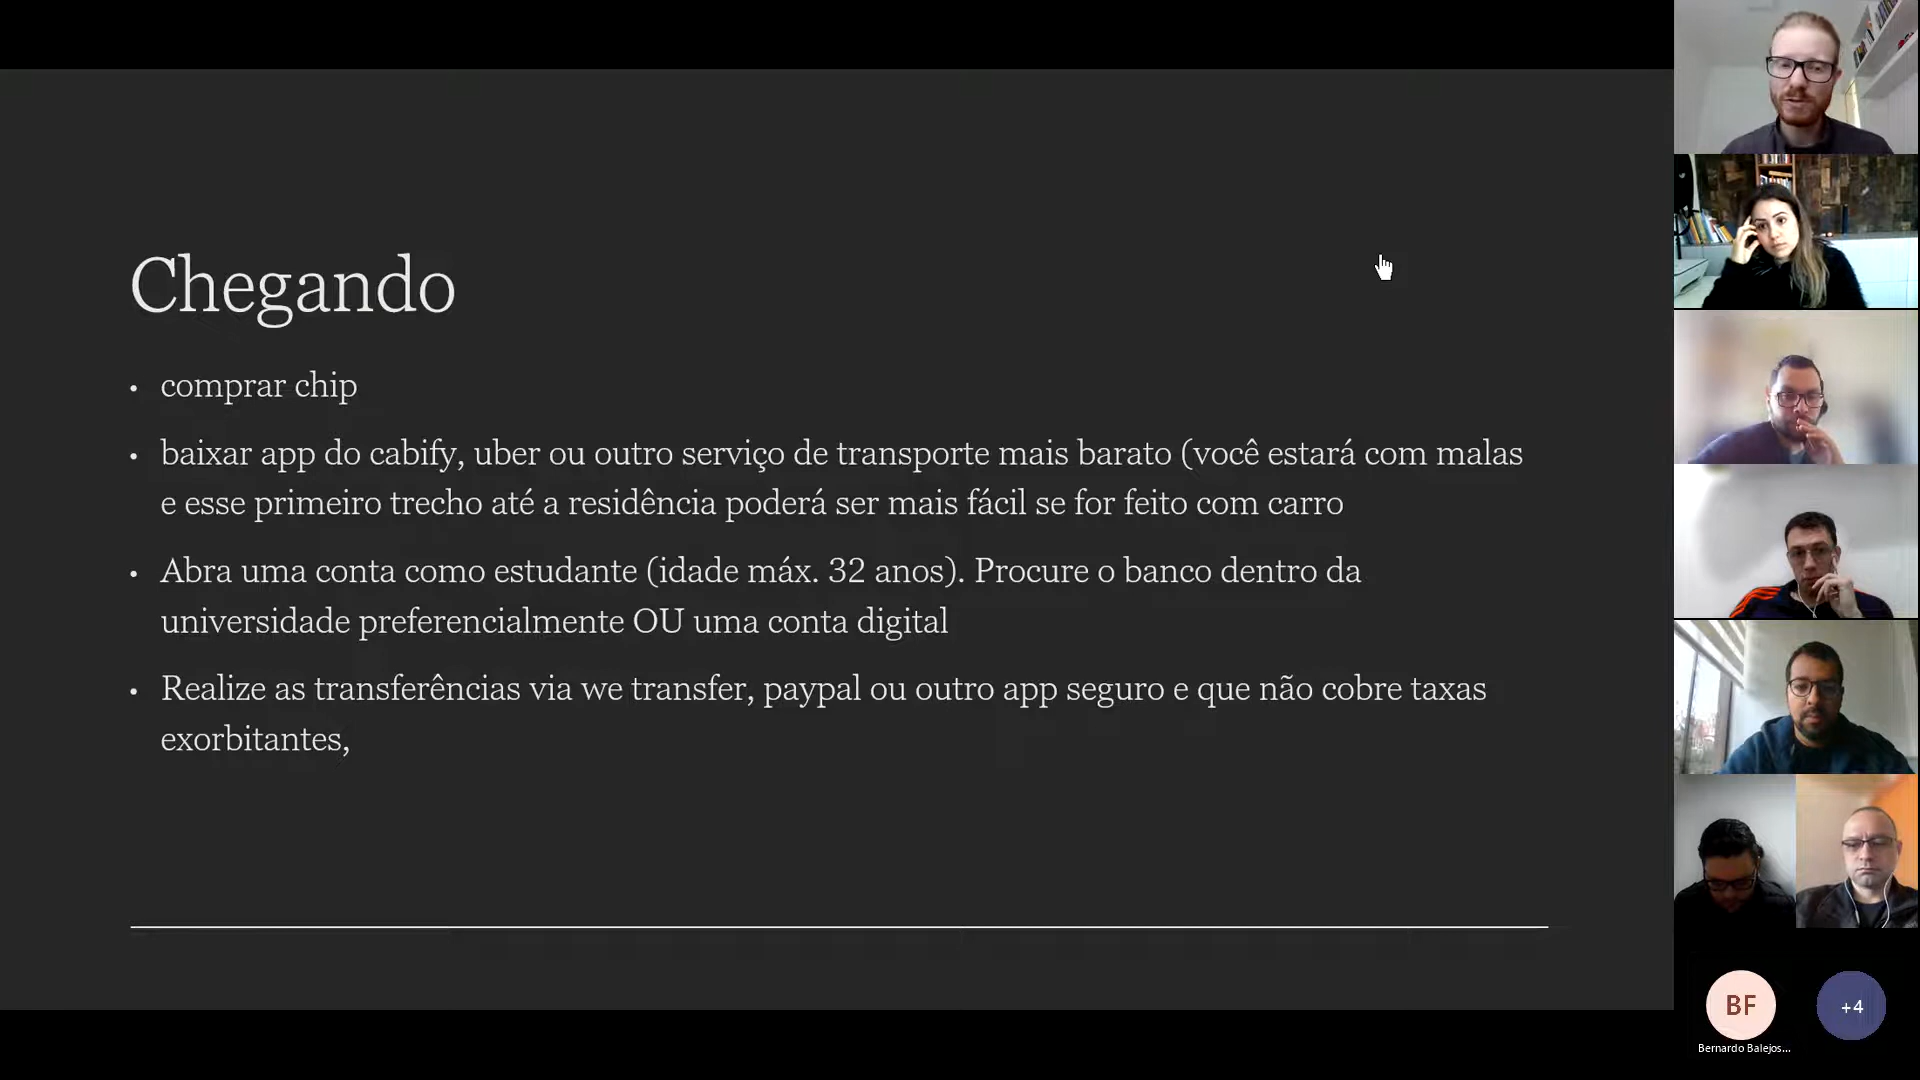 Chegando
• comprar chip
• baixar app do cabify, uber ou outro serviço de transporte mais barato (você estará com malas
e esse primeiro trecho até a residência poderá ser mais fácil se for feito com carro
• Abra uma conta como estudante (idade máx. 32 anos). Procure o banco dentro da
universidade preferencialmente OU uma conta digital
• Realize as transferências via we transfer, paypal ou outro app seguro e que não cobre taxas
exorbitantes,
BF
+4
Bernardo Balejos...